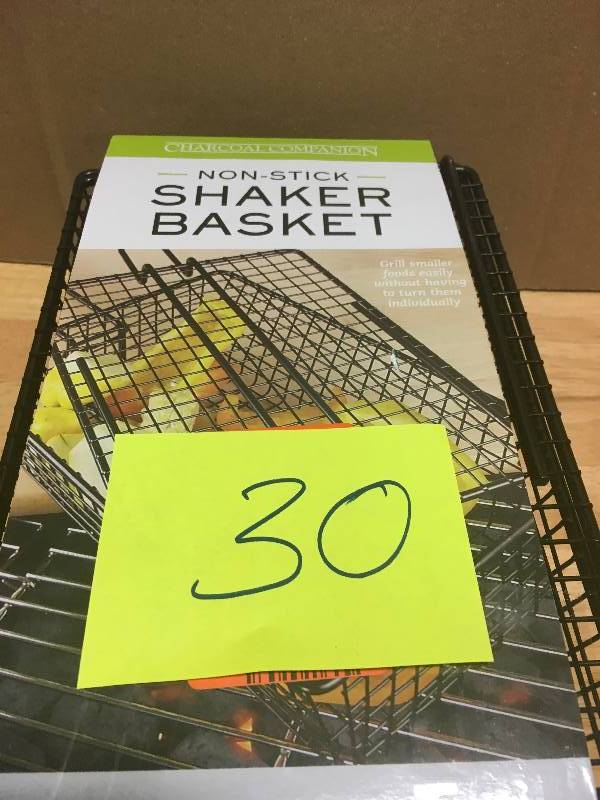 CHARCOAL COMPANION
NON-STICK
SHAKER
BASKET
Grill smaller
foods easily
without having
to turn them
individually
30